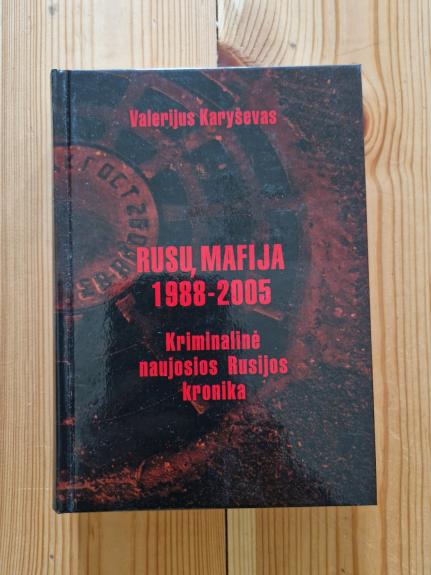 Valerijus Karyševas
RUSŲ MAFIJA
1988-2005
Kriminalinė
naujosios Rusijos
kronika